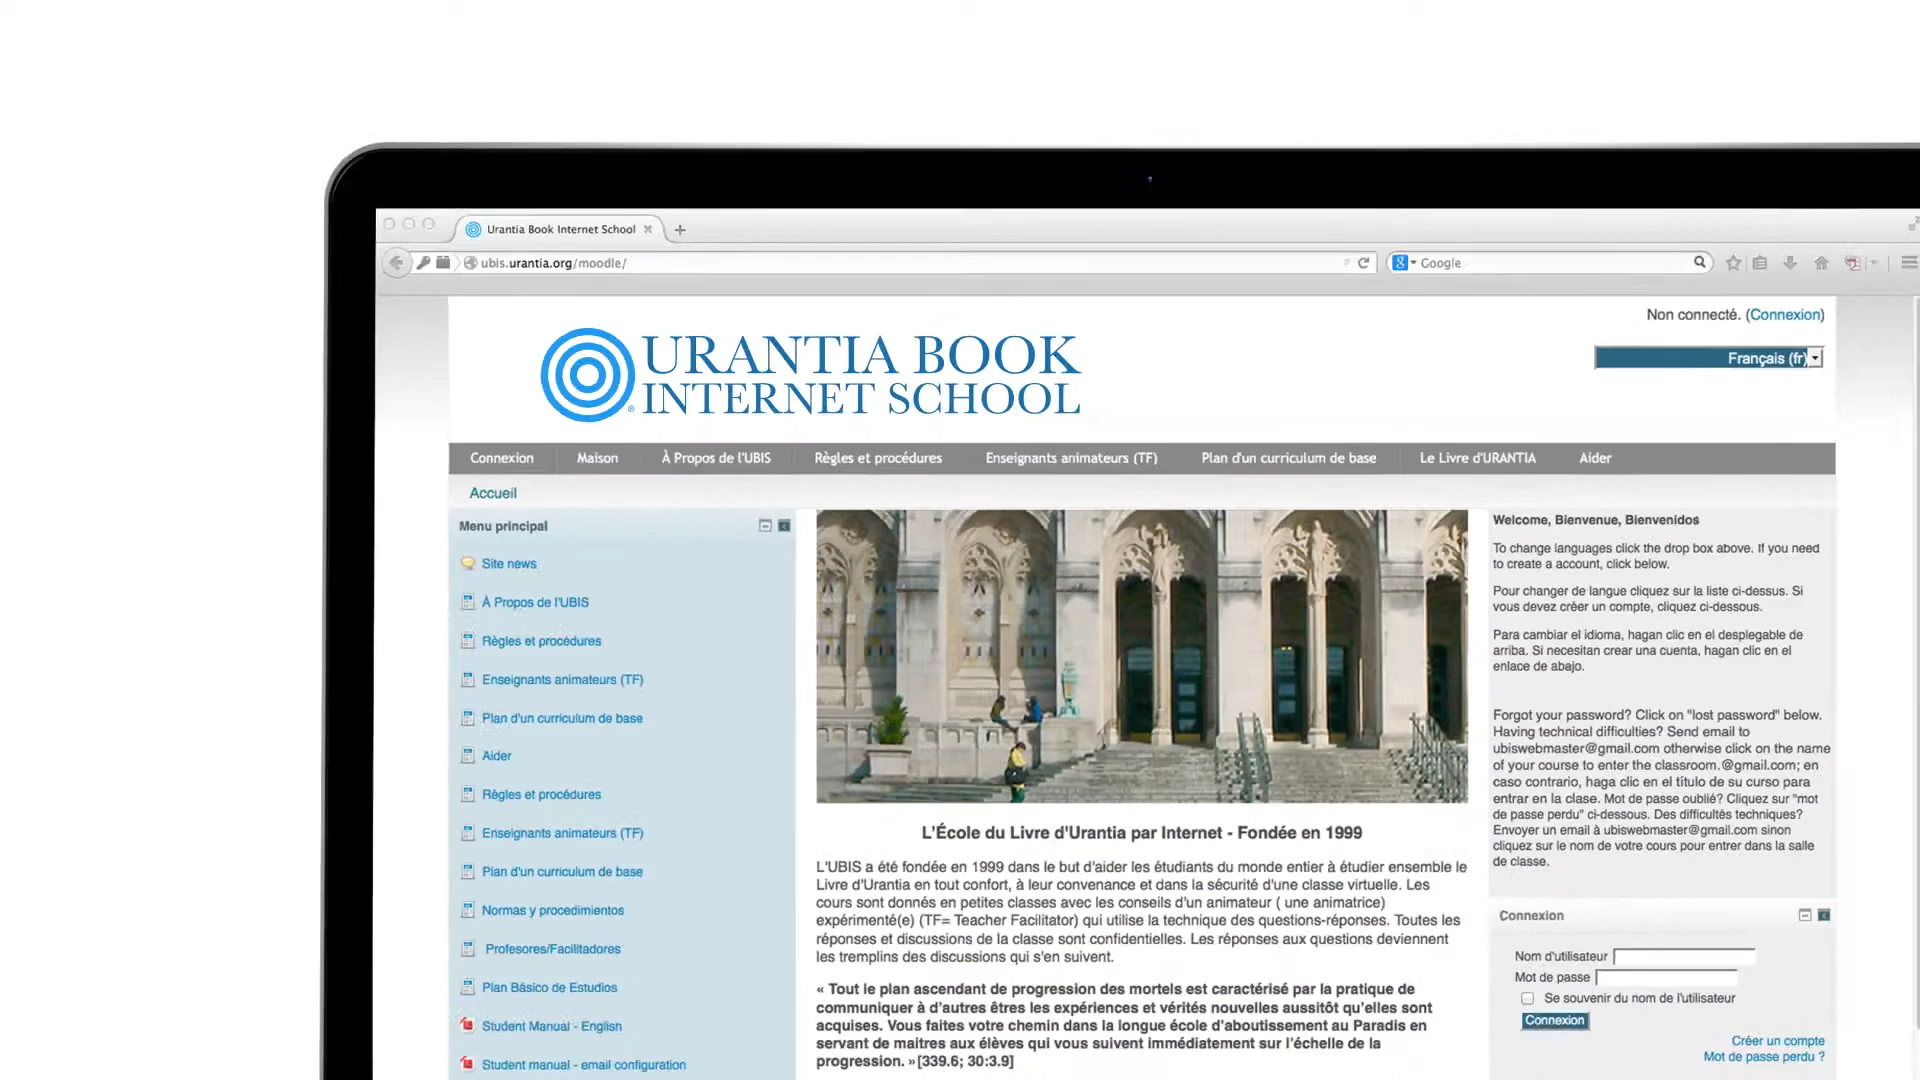 Urantia Book Internet School
ubis.urantia.org/moodle/
Google
Non connecté. (Connexion)
Français (fr)
URANTIA BOOK
INTERNET SCHOOL
®
Connexion Maison À Propos de l'UBIS Règles et procédures Enseignants animateurs (TF) Plan d'un curriculum de base Le Livre d'URANTIA Aider
Accueil
Menu principal
Site news
À Propos de l'UBIS
Règles et procédures
Enseignants animateurs (TF)
Plan d'un curriculum de base
Aider
Règles et procédures
Enseignants animateurs (TF)
Plan d'un curriculum de base
Normas y procedimientos
Profesores/Facilitadores
Plan Básico de Estudios
Student Manual - English
Student manual - email configuration
L'École du Livre d'Urantia par Internet - Fondée en 1999
L'UBIS a été fondée en 1999 dans le but d'aider les étudiants du monde entier à étudier ensemble le
Livre d'Urantia en tout confort, à leur convenance et dans la sécurité d'une classe virtuelle. Les
cours sont donnés en petites classes avec les conseils d'un animateur ( une animatrice)
expérimenté(e) (TF= Teacher Facilitator) qui utilise la technique des questions-réponses. Toutes les
réponses et discussions de la classe sont confidentielles. Les réponses aux questions deviennent
les tremplins des discussions qui s'en suivent.
« Tout le plan ascendant de progression des mortels est caractérisé par la pratique de
communiquer à d'autres êtres les expériences et vérités nouvelles aussitôt qu'elles sont
acquises. Vous faites votre chemin dans la longue école d'aboutissement au Paradis en
servant de maitres aux élèves qui vous suivent immédiatement sur l'échelle de la
progression. »[339.6; 30:3.9]
Welcome, Bienvenue, Bienvenidos
To change languages click the drop box above. If you need
to create a account, click below.
Pour changer de langue cliquez sur la liste ci-dessus. Si
vous devez créer un compte, cliquez ci-dessous.
Para cambiar el idioma, hagan clic en el desplegable de
arriba. Si necesitan crear una cuenta, hagan clic en el
enlace de abajo.
Forgot your password? Click on "lost password" below.
Having technical difficulties? Send email to
ubiswebmaster@gmail.com otherwise click on the name
of your course to enter the classroom.@gmail.com; en
caso contrario, haga clic en el título de su curso para
entrar en la clase. Mot de passe oublié? Cliquez sur "mot
de passe perdu" ci-dessous. Des difficultés techniques?
Envoyer un email à ubiswebmaster@gmail.com sinon
cliquez sur le nom de votre cours pour entrer dans la salle
de classe.
Connexion
Nom d'utilisateur
Mot de passe
Se souvenir du nom de l'utilisateur
Connexion
Créer un compte
Mot de passe perdu ?